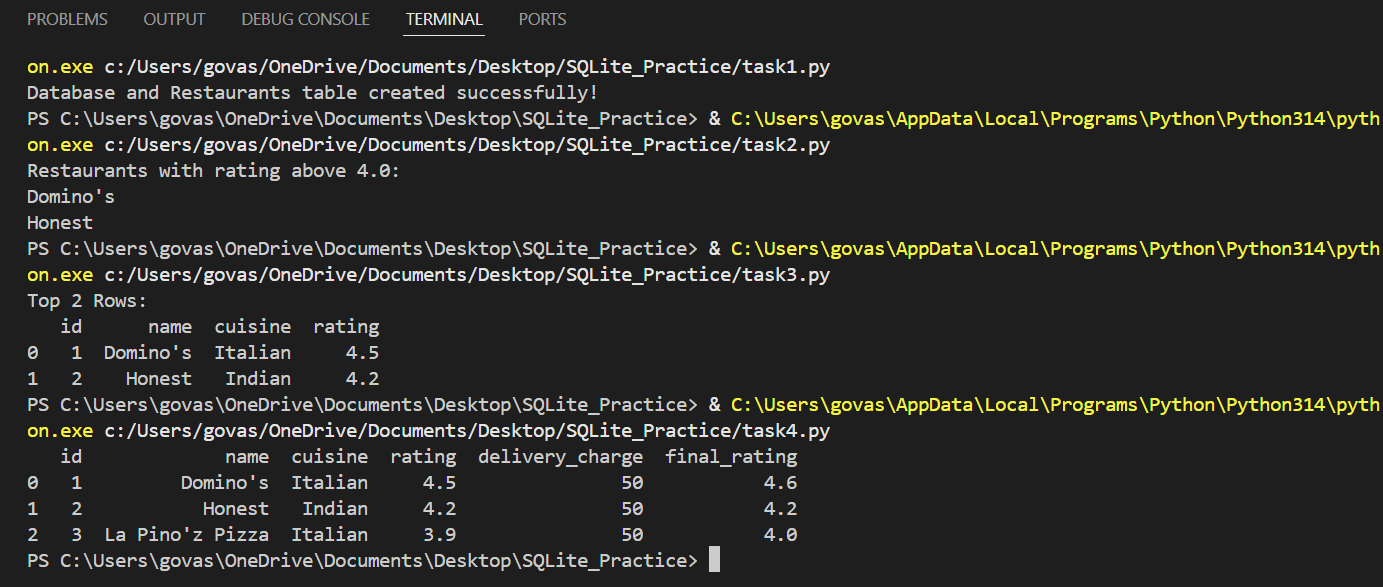 PROBLEMS OUTPUT DEBUG CONSOLE TERMINAL PORTS
on.exe c:/Users/govas/OneDrive/Documents/Desktop/SQLite_Practice/task1.py
Database and Restaurants table created successfully!
PS C:\Users\govas\OneDrive\Documents\Desktop\SQLite_Practice> & C:\Users\govas\AppData\Local\Programs\Python\Python314\pyth
on.exe c:/Users/govas/OneDrive/Documents/Desktop/SQLite_Practice/task2.py
Restaurants with rating above 4.0:
Domino's
Honest
PS C:\Users\govas\OneDrive\Documents\Desktop\SQLite_Practice> & C:\Users\govas\AppData\Local\Programs\Python\Python314\pyth
on.exe c:/Users/govas/OneDrive/Documents/Desktop/SQLite_Practice/task3.py
Top 2 Rows:
   id      name  cuisine  rating
0   1  Domino's  Italian     4.5
1   2    Honest   Indian     4.2
PS C:\Users\govas\OneDrive\Documents\Desktop\SQLite_Practice> & C:\Users\govas\AppData\Local\Programs\Python\Python314\pyth
on.exe c:/Users/govas/OneDrive/Documents/Desktop/SQLite_Practice/task4.py
   id             name  cuisine  rating  delivery_charge  final_rating
0   1         Domino's  Italian     4.5               50           4.6
1   2           Honest   Indian     4.2               50           4.2
2   3  La Pino'z Pizza  Italian     3.9               50           4.0
PS C:\Users\govas\OneDrive\Documents\Desktop\SQLite_Practice>